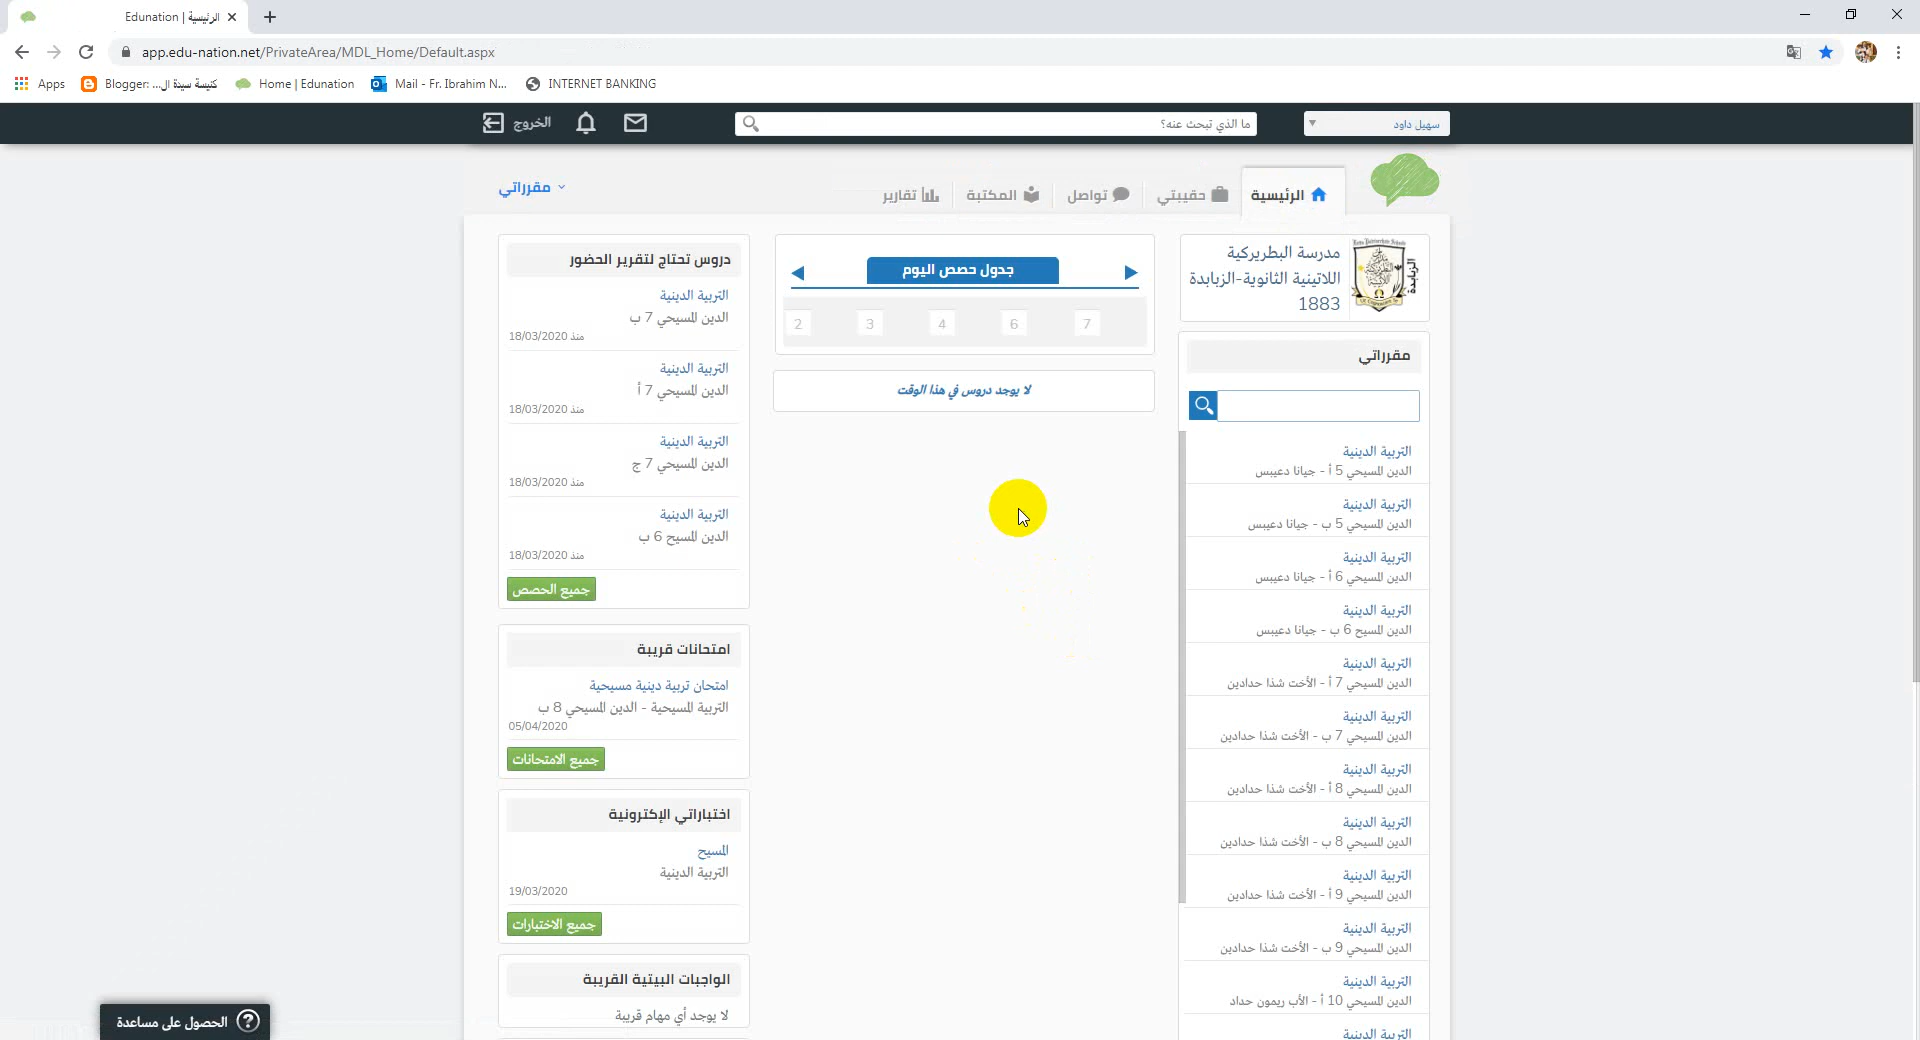 Edunation | الرئيسية
app.edu-nation.net/PrivateArea/MDL_Home/Default.aspx
Apps
Blogger: ...كنيسة سيدة ال
Home | Edunation
Mail - Fr. Ibrahim N...
INTERNET BANKING
سهيل داود
ما الذي تبحث عنه؟
الخروج
الرئيسية
حقيبتي
تواصل
المكتبة
تقارير
مقرراتي
مدرسة البطريركية
اللاتينية الثانوية-الزبابدة
1883
مقرراتي
التربية الدينية
الدين المسيحي 5 أ - جيانا دعيبس
التربية الدينية
الدين المسيحي 5 ب - جيانا دعيبس
التربية الدينية
الدين المسيحي 6 أ - جيانا دعيبس
التربية الدينية
الدين المسيح 6 ب - جيانا دعيبس
التربية الدينية
الدين المسيحي 7 أ - الأخت شذا حدادين
التربية الدينية
الدين المسيحي 7 ب - الأخت شذا حدادين
التربية الدينية
الدين المسيحي 8 أ - الأخت شذا حدادين
التربية الدينية
الدين المسيحي 8 ب - الأخت شذا حدادين
التربية الدينية
الدين المسيحي 9 أ - الأخت شذا حدادين
التربية الدينية
الدين المسيحي 9 ب - الأخت شذا حدادين
التربية الدينية
الدين المسيحي 10 أ - الأب ريمون حداد
التربية الدينية
جدول حصص اليوم
2 3 4 6 7
لا يوجد دروس في هذا الوقت
دروس تحتاج لتقرير الحضور
التربية الدينية
الدين المسيحي 7 ب
منذ 18/03/2020
التربية الدينية
الدين المسيحي 7 أ
منذ 18/03/2020
التربية الدينية
الدين المسيحي 7 ج
منذ 18/03/2020
التربية الدينية
الدين المسيح 6 ب
منذ 18/03/2020
جميع الحصص
امتحانات قريبة
امتحان تربية دينية مسيحية
التربية المسيحية - الدين المسيحي 8 ب
05/04/2020
جميع الامتحانات
اختباراتي الإكترونية
المسيح
التربية الدينية
19/03/2020
جميع الاختبارات
الواجبات البيتية القريبة
لا يوجد أي مهام قريبة
الحصول على مساعدة